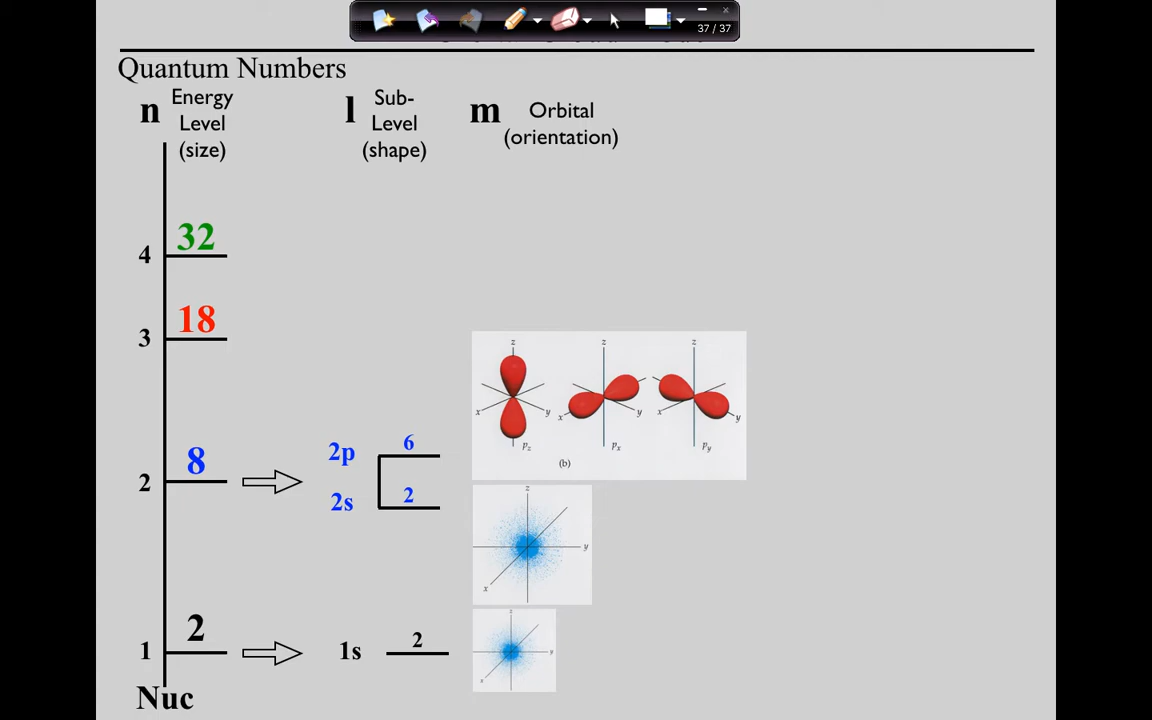 37 / 37
Quantum Numbers
n Energy Level (size)
l Sub-Level (shape)
m Orbital (orientation)
4 32
3 18
z z z
x y x y x y
pz px py
(b)
2 8
2p 6
2s 2
z
y
x
1 2
1s 2
z
y
x
Nuc